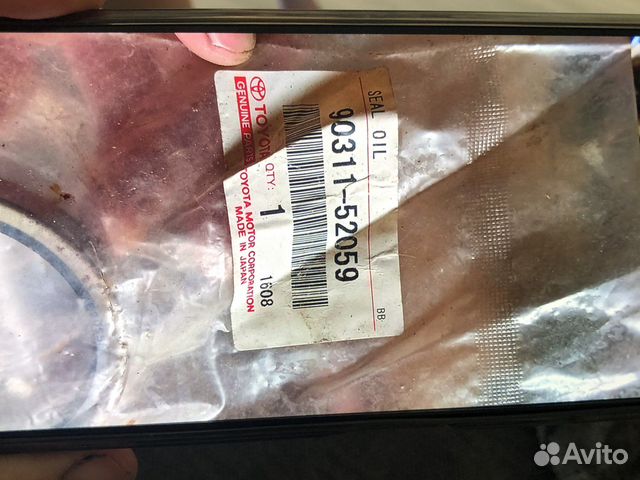 SEAL OIL
BB
90311-52059
TOYOTA QTY: 1 1608
GENUINE PARTS TOYOTA MOTOR CORPORATION
MADE IN JAPAN
Avito